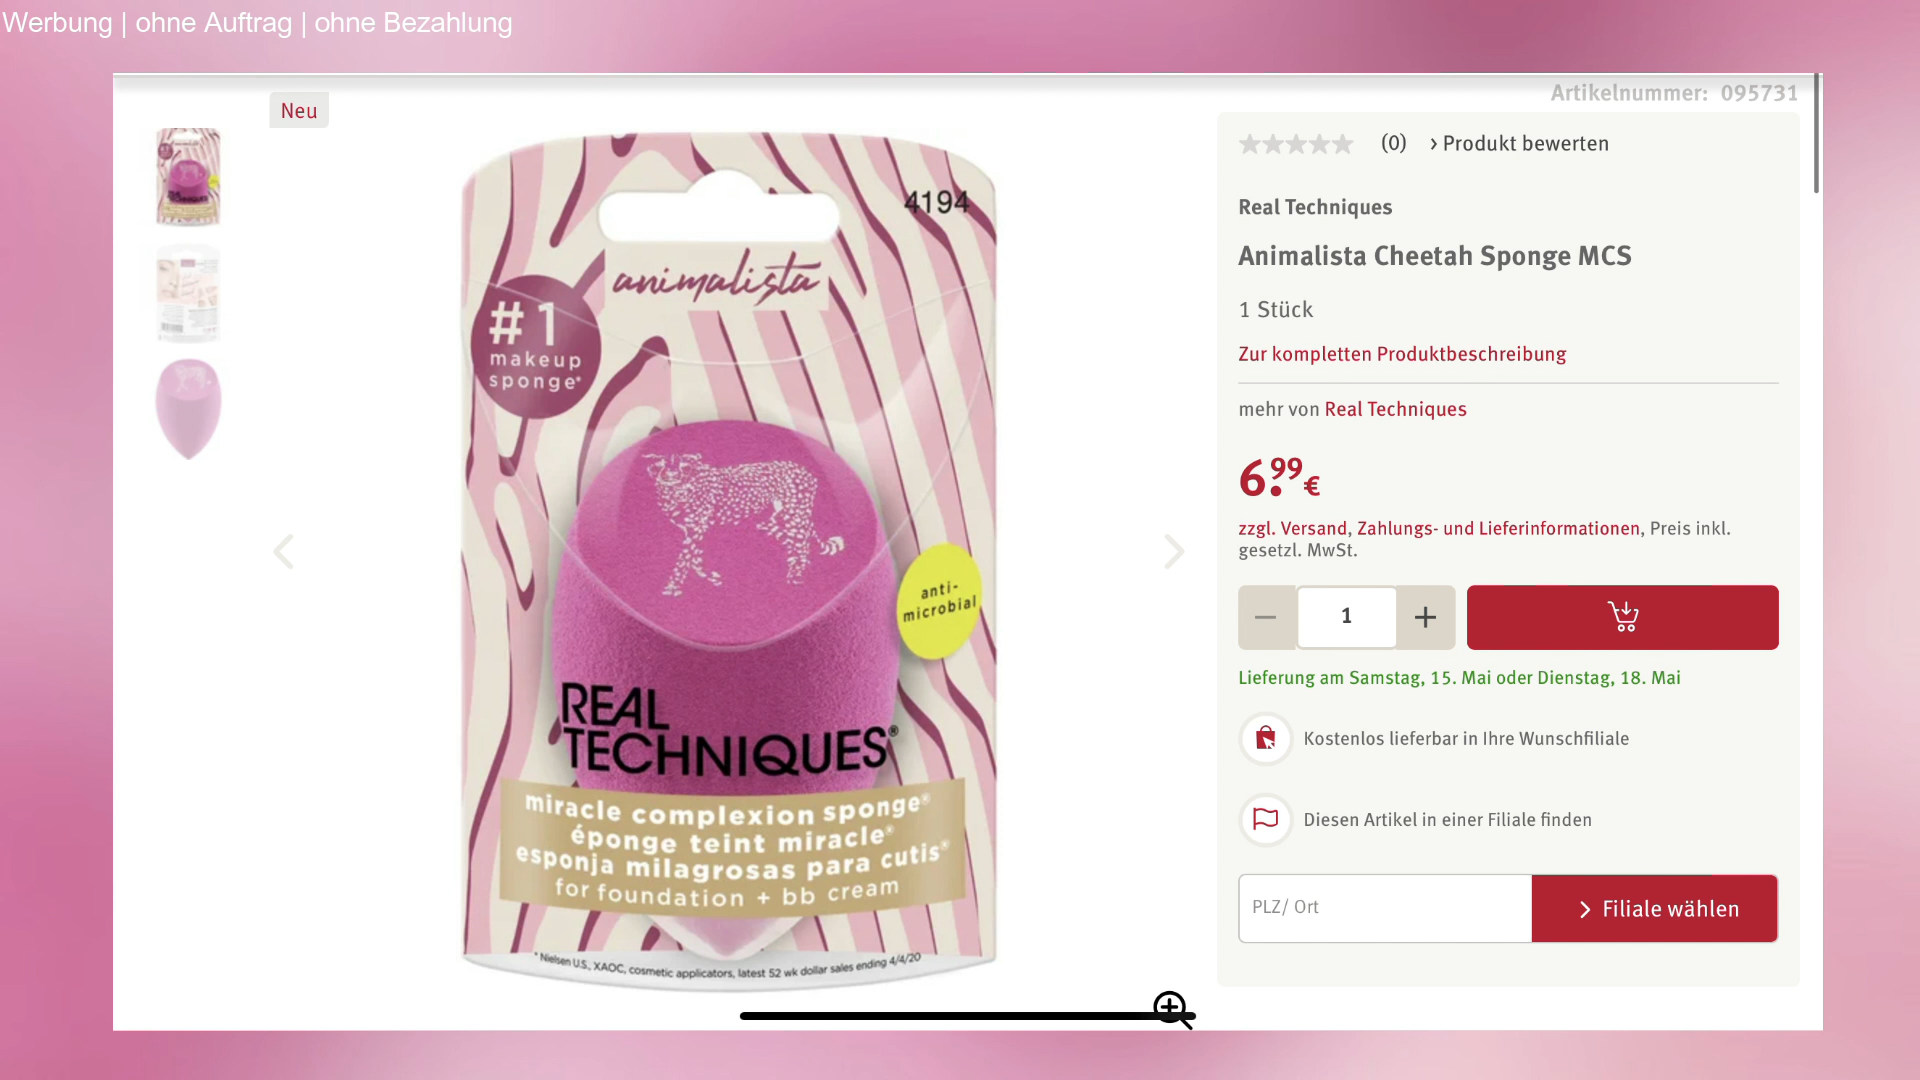 Werbung | ohne Auftrag | ohne Bezahlung
Neu
Artikelnummer: 095731
4194
animalista
#1
makeup
sponge*
anti-
microbial
REAL
TECHNIQUES®
miracle complexion sponge®
éponge teint miracle®
esponja milagrosas para cutis®
for foundation + bb cream
* Nielsen U.S., XAOC, cosmetic applicators, latest 52 wk dollar sales ending 4/4/20
(0) › Produkt bewerten
Real Techniques
Animalista Cheetah Sponge MCS
1 Stück
Zur kompletten Produktbeschreibung
mehr von Real Techniques
6.99€
zzgl. Versand, Zahlungs- und Lieferinformationen, Preis inkl.
gesetzl. MwSt.
− 1 +
Lieferung am Samstag, 15. Mai oder Dienstag, 18. Mai
Kostenlos lieferbar in Ihre Wunschfiliale
Diesen Artikel in einer Filiale finden
PLZ/ Ort
Filiale wählen